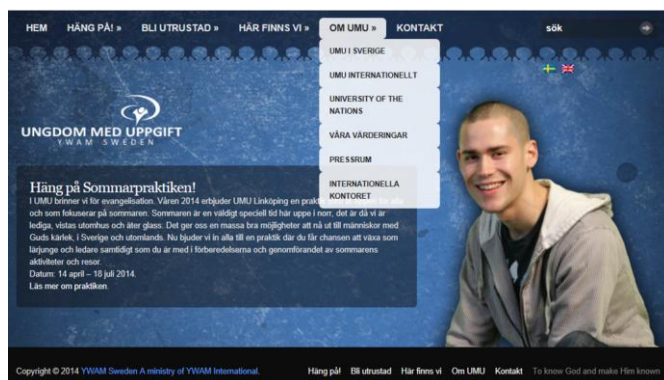 HEM HÄNG PÅ! » BLI UTRUSTAD » HÄR FINNS VI » OM UMU » KONTAKT sök
UMU I SVERIGE
UMU INTERNATIONELLT
UNIVERSITY OF THE
NATIONS
VÅRA VÄRDERINGAR
PRESSRUM
INTERNATIONELLA
KONTORET
UNGDOM MED UPPGIFT
YWAM SWEDEN
Häng på Sommarpraktiken!
I UMU brinner vi för evangelisation. Våren 2014 erbjuder UMU Linköping en
och som fokuserar på sommaren. Sommaren är en väldigt speciell tid här uppe i norr, det är då vi är
lediga, vistas utomhus och äter glass. Det ger oss en massa bra möjligheter att nå ut till människor med
Guds kärlek, i Sverige och utomlands. Nu bjuder vi in alla till en praktik där du får chansen att växa som
lärjunge och ledare samtidigt som du är med i förberedelserna och genomförandet av sommarens
aktiviteter och resor.
Datum: 14 april – 18 juli 2014.
Läs mer om praktiken.
Copyright © 2014 YWAM Sweden A ministry of YWAM International. Häng på! Bli utrustad Här finns vi Om UMU Kontakt To know God and make Him known